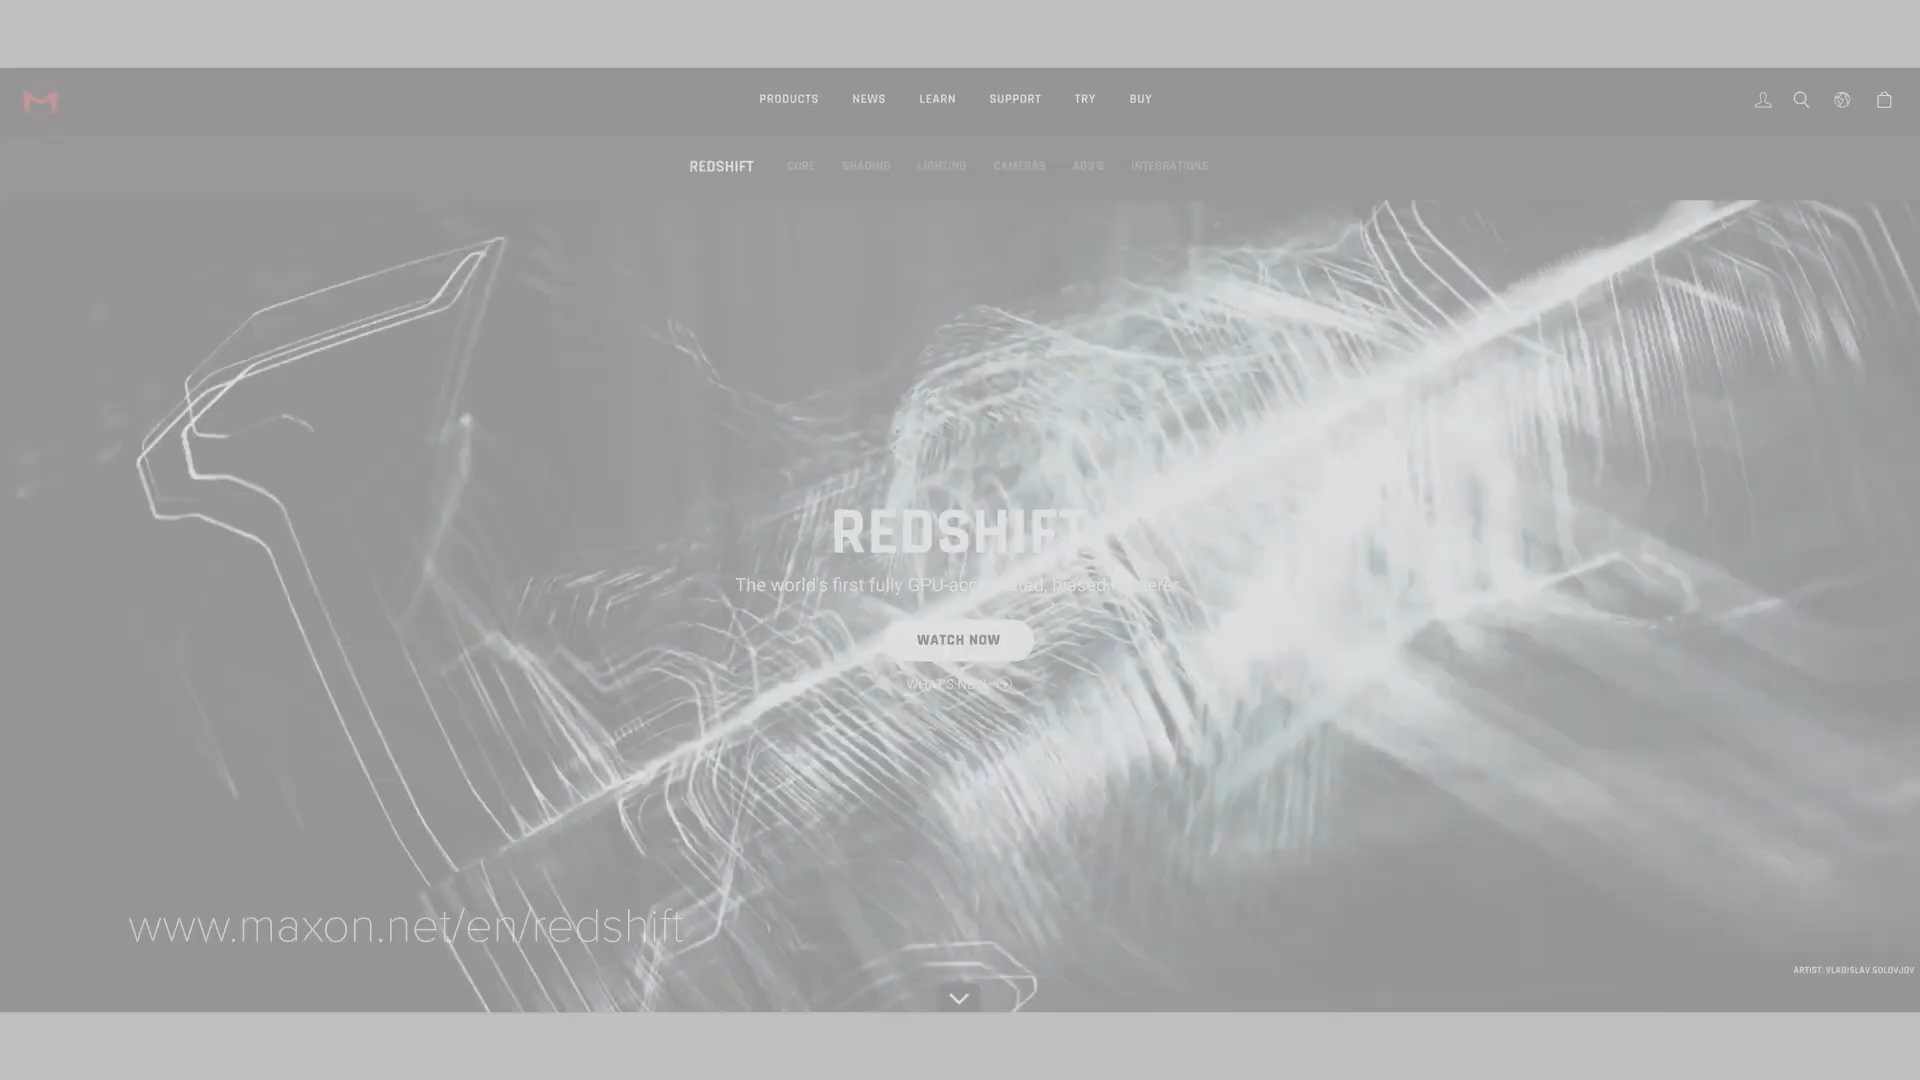 PRODUCTS NEWS LEARN SUPPORT TRY BUY
REDSHIFT CORE SHADING LIGHTING CAMERAS AOV'S INTEGRATIONS
REDSHIFT
The world's first fully GPU-accelerated, biased renderer
WATCH NOW
WHAT'S NEW
www.maxon.net/en/redshift
ARTIST: VLADISLAV SOLOVJOV